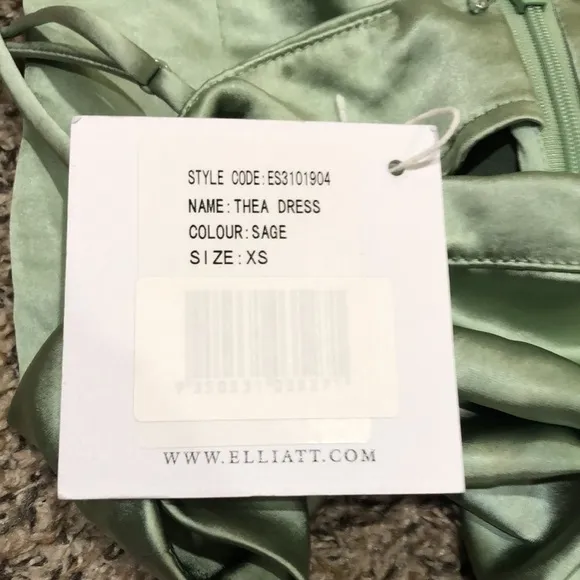 STYLE CODE:ES3101904
NAME:THEA DRESS
COLOUR:SAGE
SIZE:XS
WWW.ELLIATT.COM